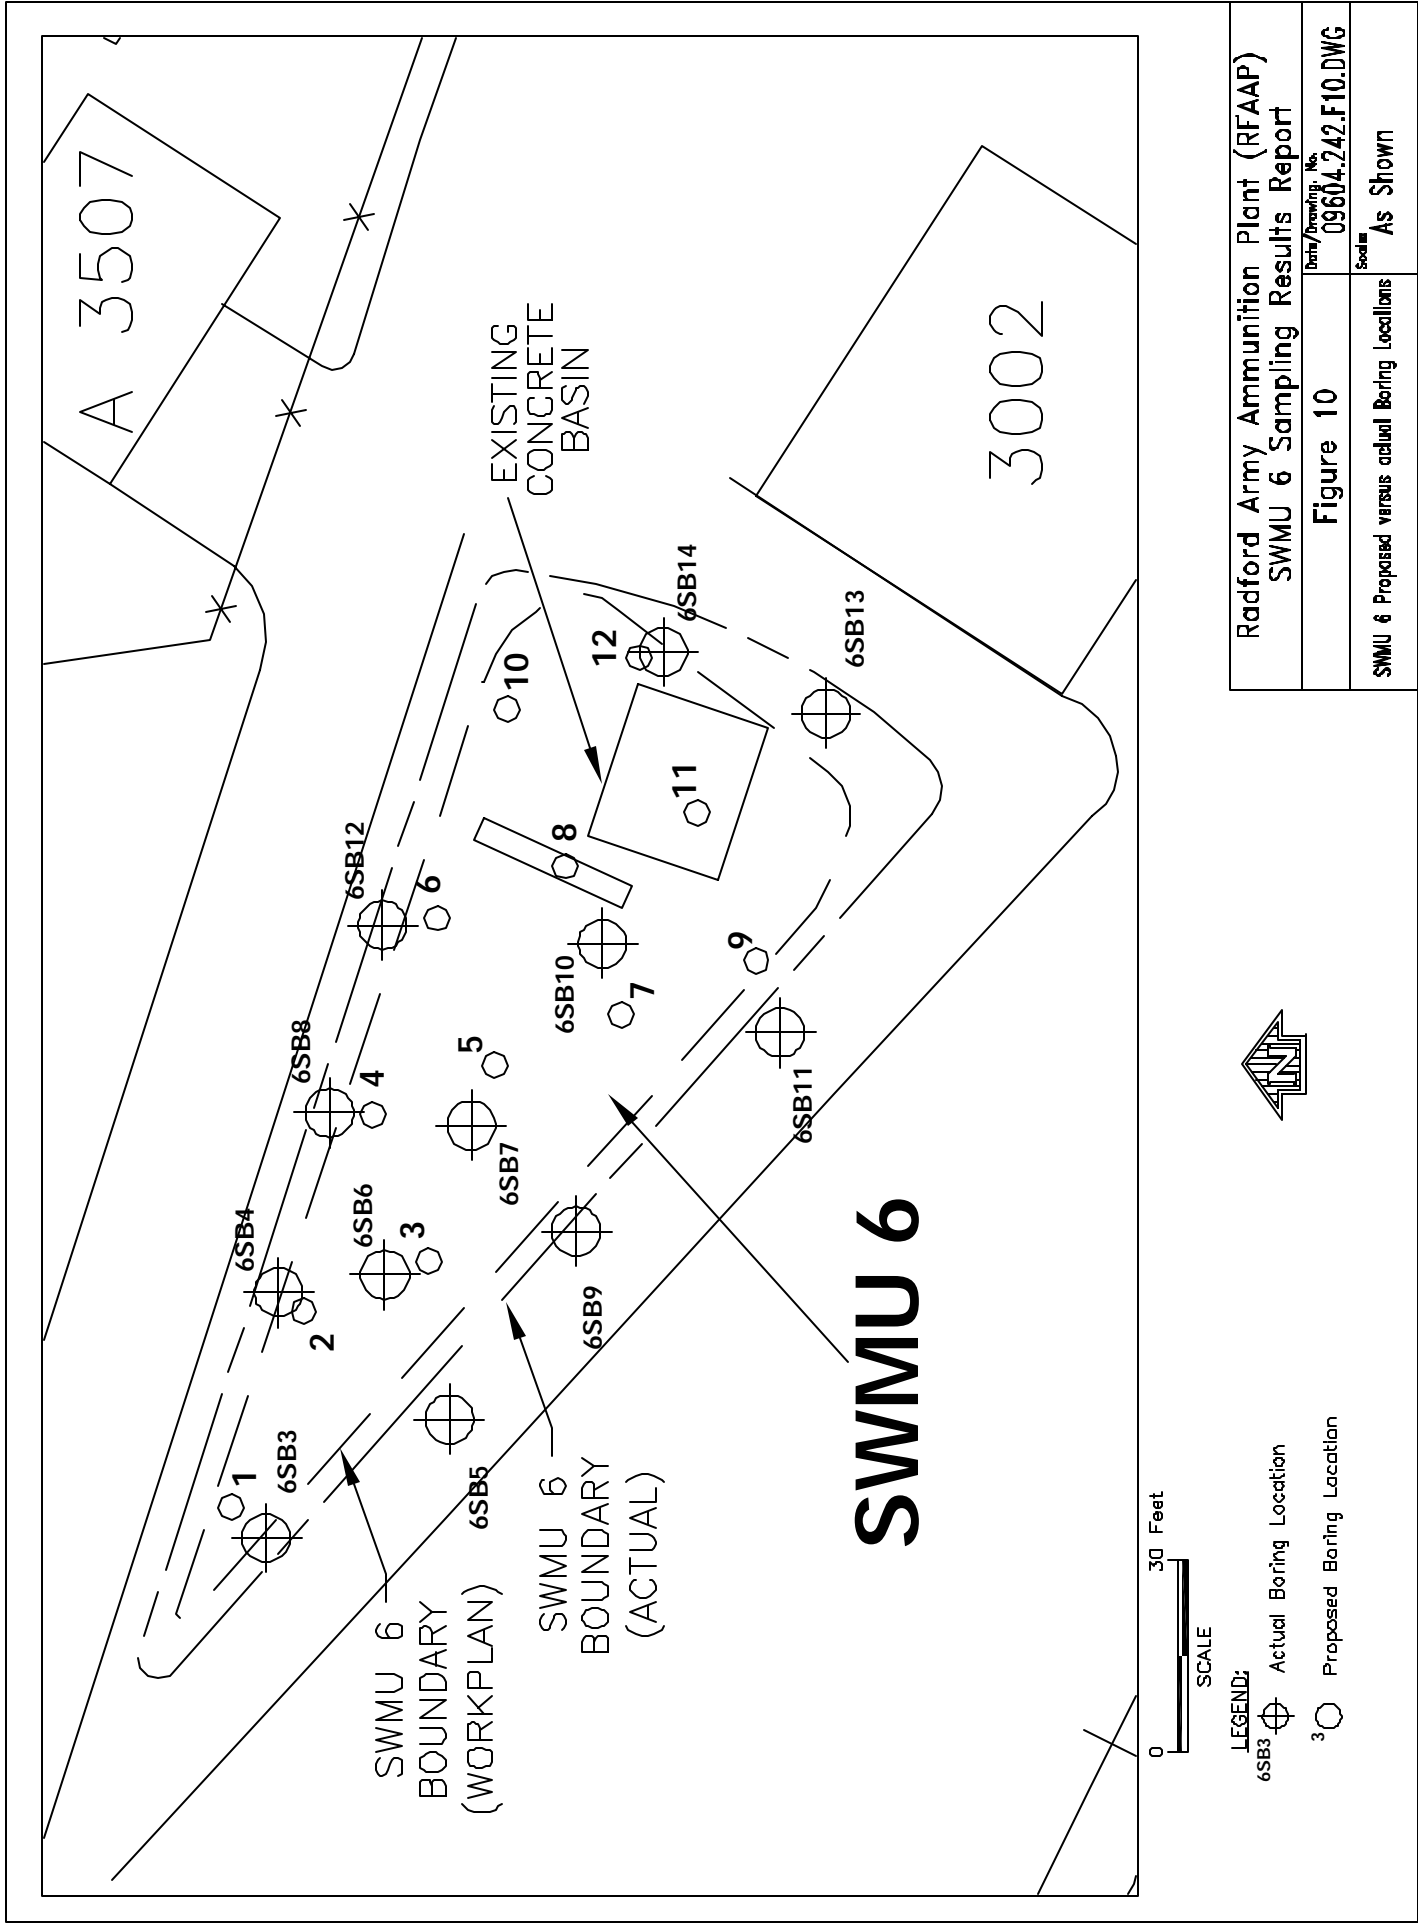 A 3507
EXISTING
CONCRETE
BASIN
3002
6SB12
6SB8
6SB4
6SB6
6SB3
6SB14
6SB13
6SB10
6SB7
6SB11
6SB9
6SB5
1
2
3
4
5
6
7
8
9
10
11
12
SWMU 6
BOUNDARY
(WORKPLAN)
SWMU 6
BOUNDARY
(ACTUAL)
SWMU 6
0
30 Feet
SCALE
LEGEND:
6SB3 Actual Boring Location
3 Proposed Boring Location
N
Radford Army Ammunition Plant (RFAAP)
SWMU 6 Sampling Results Report
Figure 10
Date/Drawing. No.
09604.242.F10.DWG
SWMU 6 Proposed versus actual Boring Locations
Scale:
As Shown